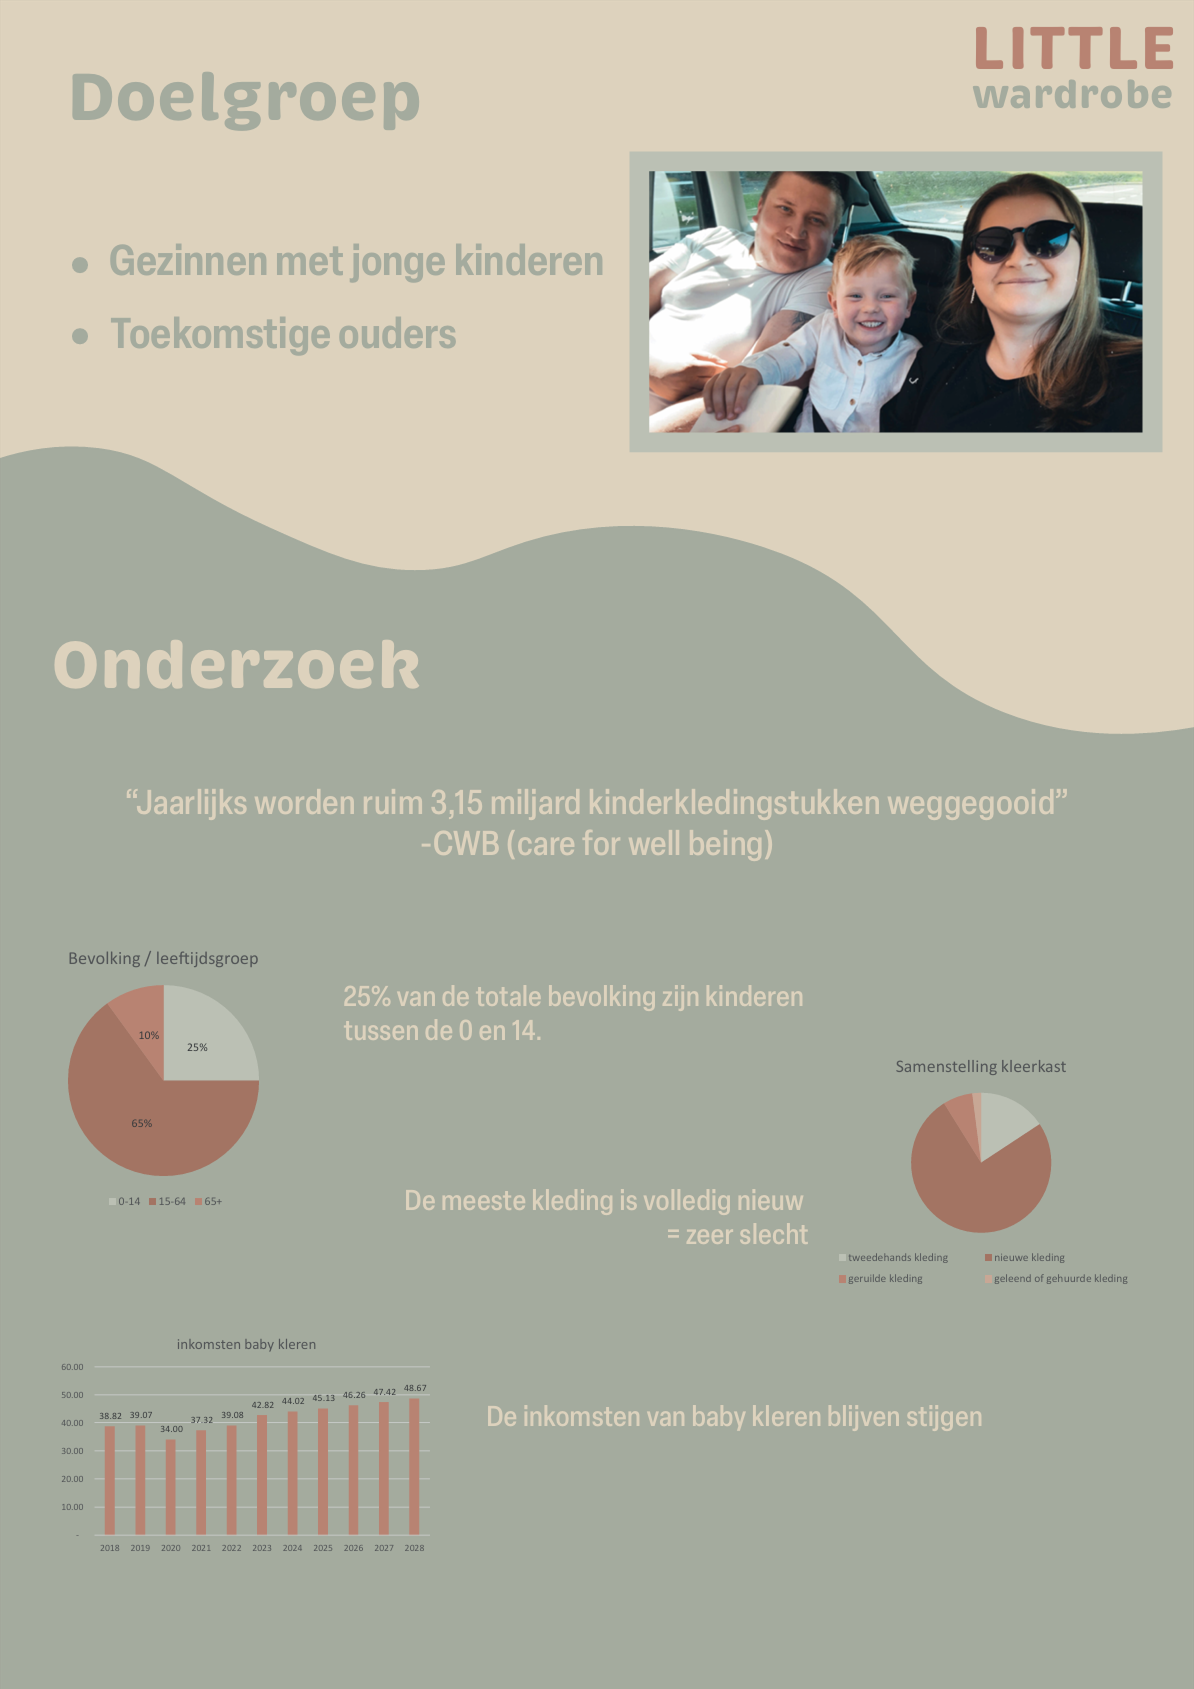 LITTLE
wardrobe
Doelgroep
• Gezinnen met jonge kinderen
• Toekomstige ouders
Onderzoek
“Jaarlijks worden ruim 3,15 miljard kinderkledingstukken weggegooid”
-CWB (care for well being)
Bevolking / leeftijdsgroep
10%
25%
65%
0-14 15-64 65+
25% van de totale bevolking zijn kinderen
tussen de 0 en 14.
Samenstelling kleerkast
tweedehands kleding nieuwe kleding
geruilde kleding geleend of gehuurde kleding
De meeste kleding is volledig nieuw
= zeer slecht
inkomsten baby kleren
60.00
50.00
40.00
30.00
20.00
10.00
-
38.82 39.07 34.00 37.32 39.08 42.82 44.02 45.13 46.26 47.42 48.67
2018 2019 2020 2021 2022 2023 2024 2025 2026 2027 2028
De inkomsten van baby kleren blijven stijgen